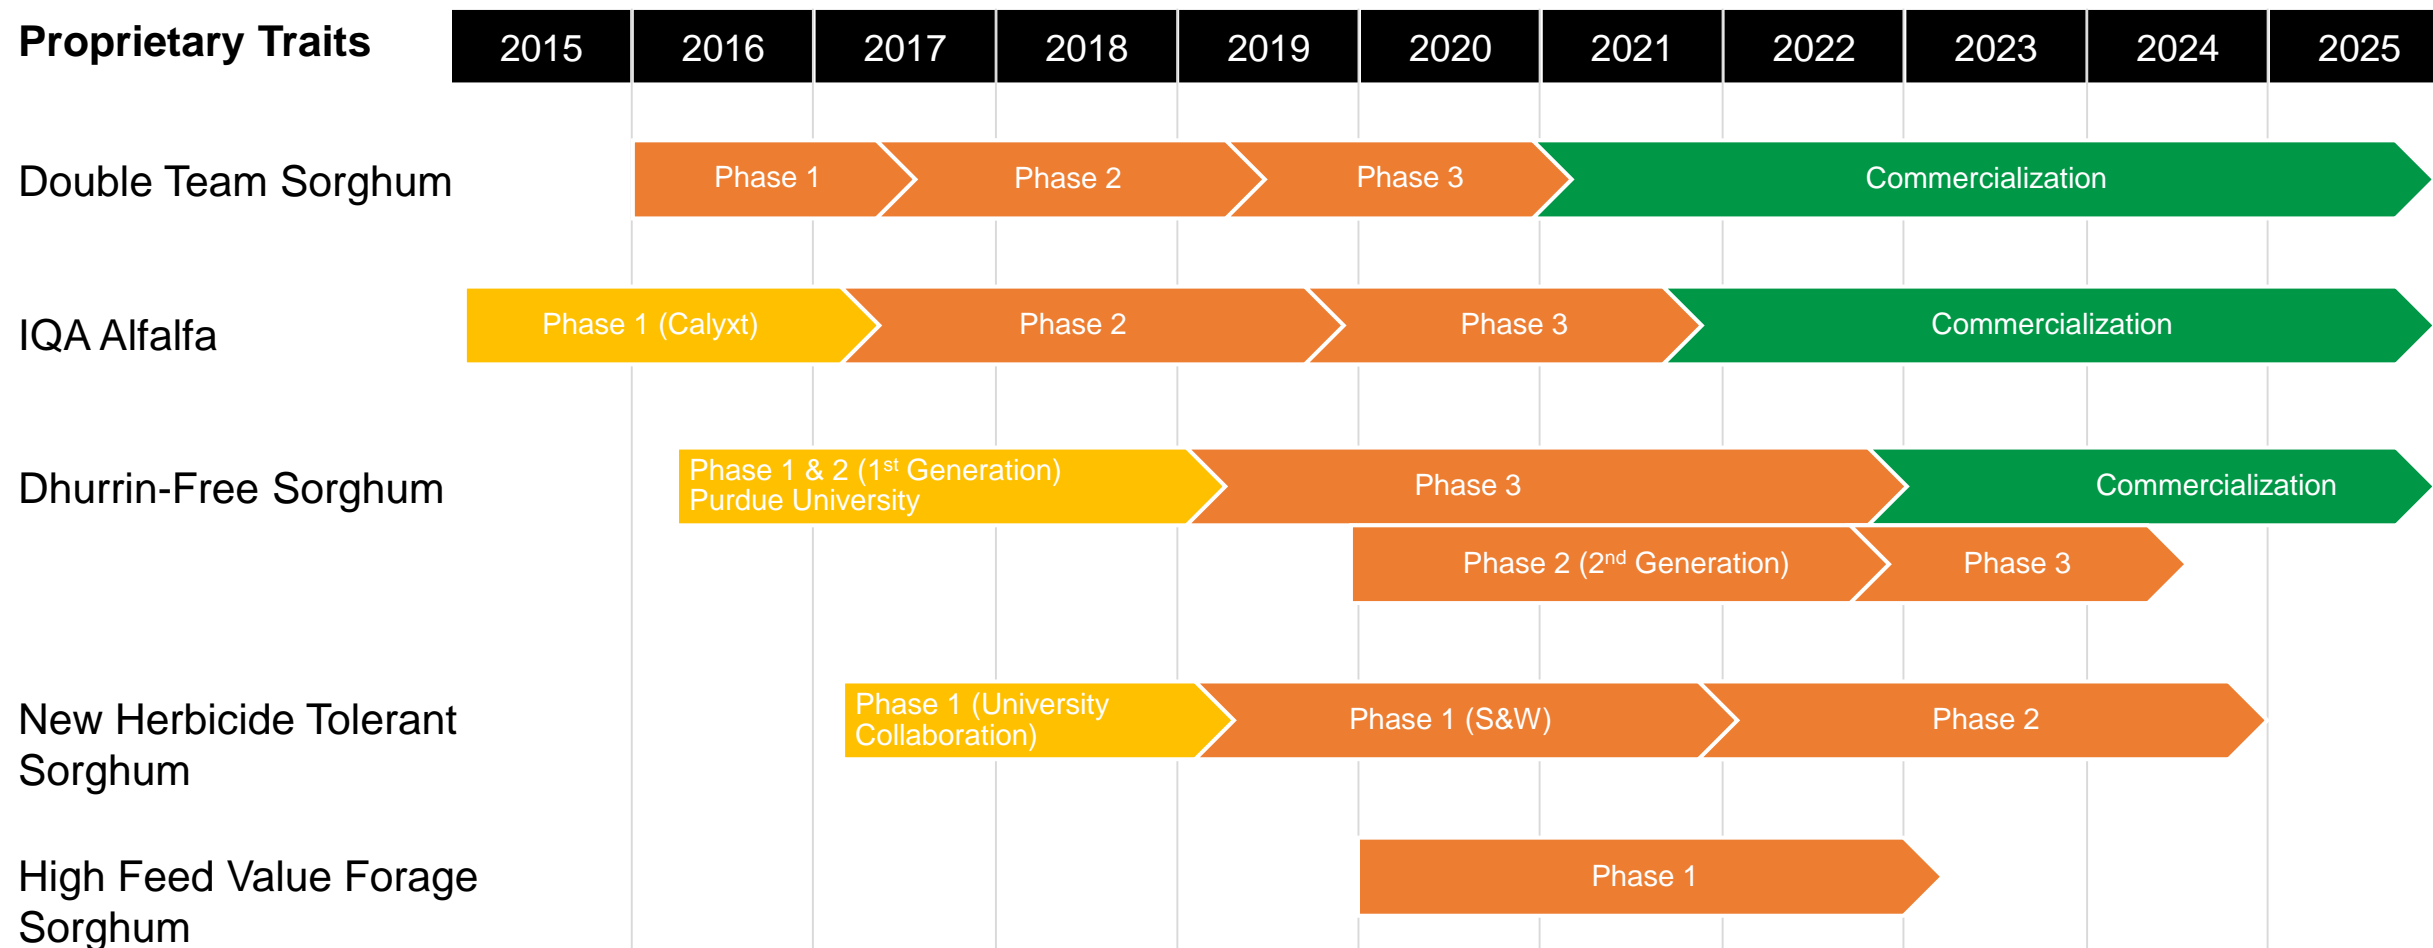 Proprietary Traits
2015 2016 2017 2018 2019 2020 2021 2022 2023 2024 2025
Double Team Sorghum
Phase 1 Phase 2 Phase 3 Commercialization
IQA Alfalfa
Phase 1 (Calyxt) Phase 2 Phase 3 Commercialization
Dhurrin-Free Sorghum
Phase 1 & 2 (1st Generation)
Purdue University
Phase 3 Commercialization
Phase 2 (2nd Generation) Phase 3
New Herbicide Tolerant
Sorghum
Phase 1 (University
Collaboration)
Phase 1 (S&W) Phase 2
High Feed Value Forage
Sorghum
Phase 1